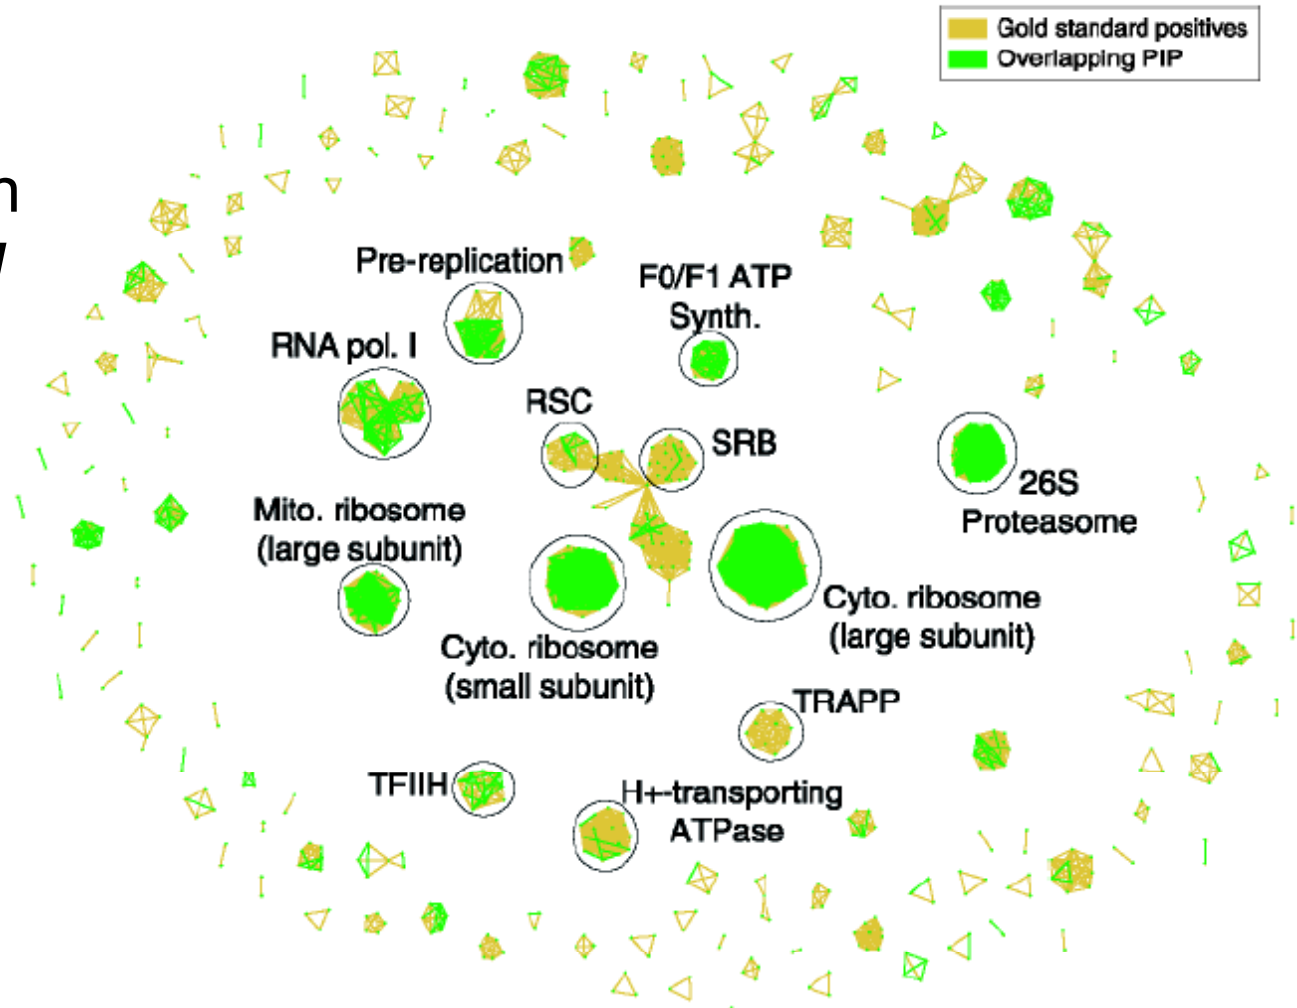 Gold standard positives
Overlapping PIP
n
Pre-replication
F0/F1 ATP
Synth.
RNA pol. I
RSC
SRB
26S
Proteasome
Mito. ribosome
(large subunit)
Cyto. ribosome
(large subunit)
Cyto. ribosome
(small subunit)
TRAPP
TFIIH
H+-transporting
ATPase